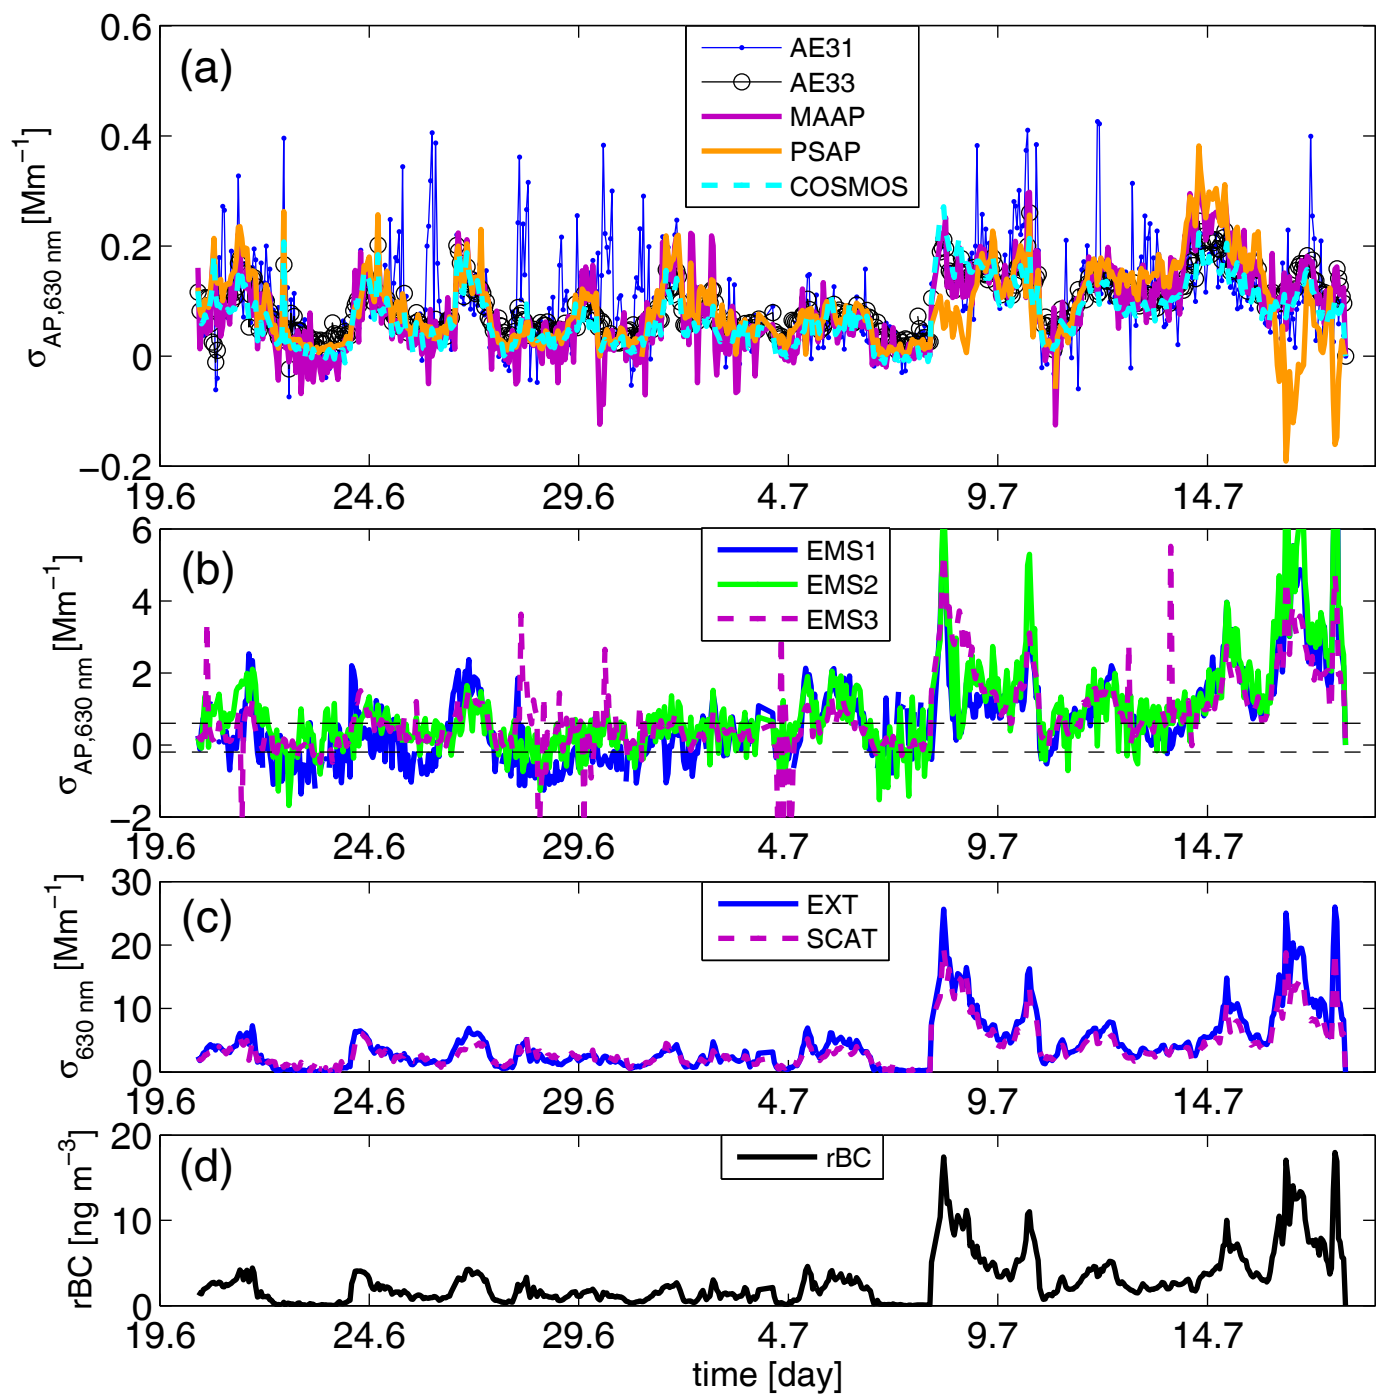 (a)
σAP,630 nm [Mm−1]
0.6
0.4
0.2
0
−0.2
AE31
AE33
MAAP
PSAP
COSMOS
19.6 24.6 29.6 4.7 9.7 14.7
(b)
σAP,630 nm [Mm−1]
6
4
2
0
−2
EMS1
EMS2
EMS3
19.6 24.6 29.6 4.7 9.7 14.7
(c)
σ630 nm [Mm−1]
30
20
10
0
EXT
SCAT
19.6 24.6 29.6 4.7 9.7 14.7
(d)
rBC [ng m−3]
20
10
0
rBC
19.6 24.6 29.6 4.7 9.7 14.7
time [day]